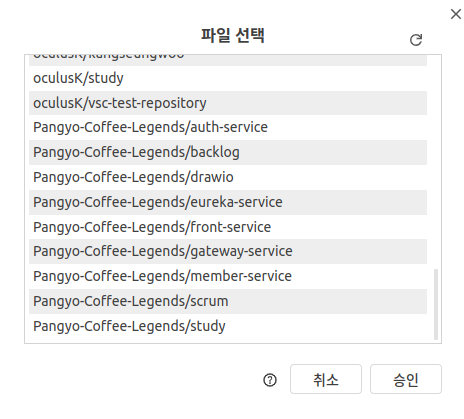 파일 선택
oculusK/kangseungwoo
oculusK/study
oculusK/vsc-test-repository
Pangyo-Coffee-Legends/auth-service
Pangyo-Coffee-Legends/backlog
Pangyo-Coffee-Legends/drawio
Pangyo-Coffee-Legends/eureka-service
Pangyo-Coffee-Legends/front-service
Pangyo-Coffee-Legends/gateway-service
Pangyo-Coffee-Legends/member-service
Pangyo-Coffee-Legends/scrum
Pangyo-Coffee-Legends/study
취소
승인